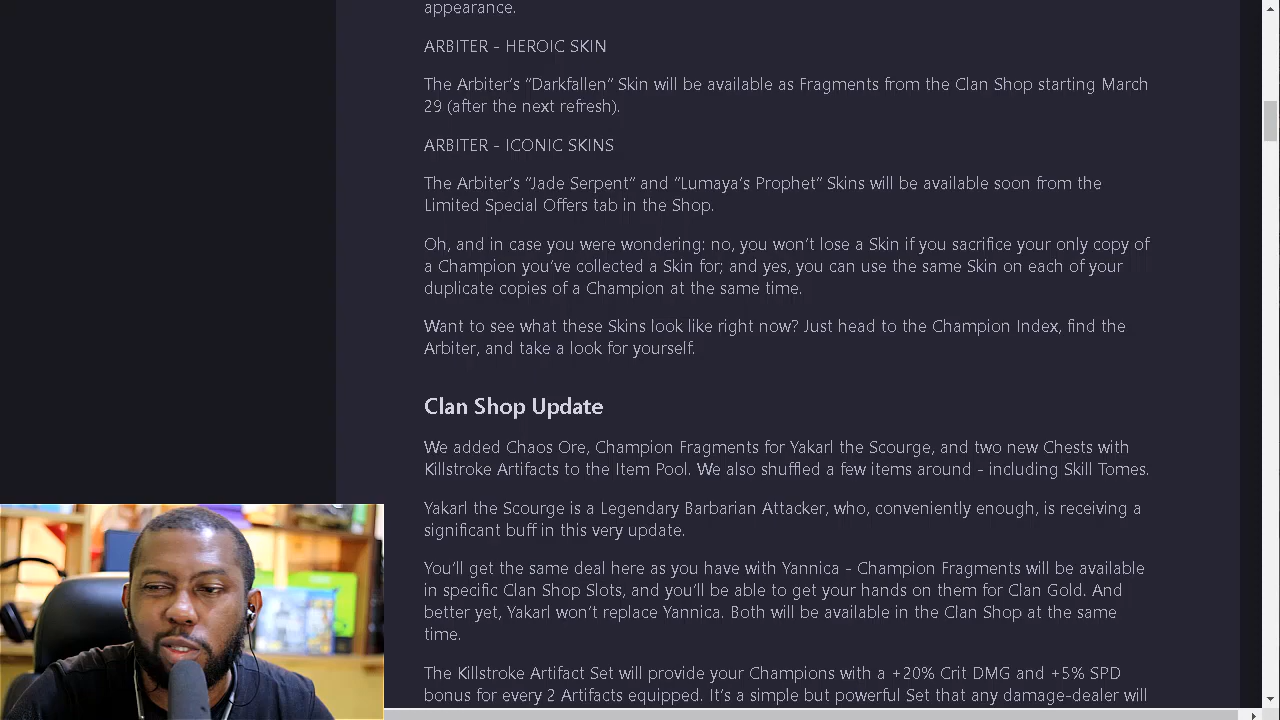 appearance.
ARBITER - HEROIC SKIN
The Arbiter's "Darkfallen" Skin will be available as Fragments from the Clan Shop starting March
29 (after the next refresh).
ARBITER - ICONIC SKINS
The Arbiter's "Jade Serpent" and "Lumaya's Prophet" Skins will be available soon from the
Limited Special Offers tab in the Shop.
Oh, and in case you were wondering: no, you won't lose a Skin if you sacrifice your only copy of
a Champion you've collected a Skin for; and yes, you can use the same Skin on each of your
duplicate copies of a Champion at the same time.
Want to see what these Skins look like right now? Just head to the Champion Index, find the
Arbiter, and take a look for yourself.
Clan Shop Update
We added Chaos Ore, Champion Fragments for Yakarl the Scourge, and two new Chests with
Killstroke Artifacts to the Item Pool. We also shuffled a few items around - including Skill Tomes.
Yakarl the Scourge is a Legendary Barbarian Attacker, who, conveniently enough, is receiving a
significant buff in this very update.
You'll get the same deal here as you have with Yannica - Champion Fragments will be available
in specific Clan Shop Slots, and you'll be able to get your hands on them for Clan Gold. And
better yet, Yakarl won't replace Yannica. Both will be available in the Clan Shop at the same
time.
The Killstroke Artifact Set will provide your Champions with a +20% Crit DMG and +5% SPD
bonus for every 2 Artifacts equipped. It's a simple but powerful Set that any damage-dealer will